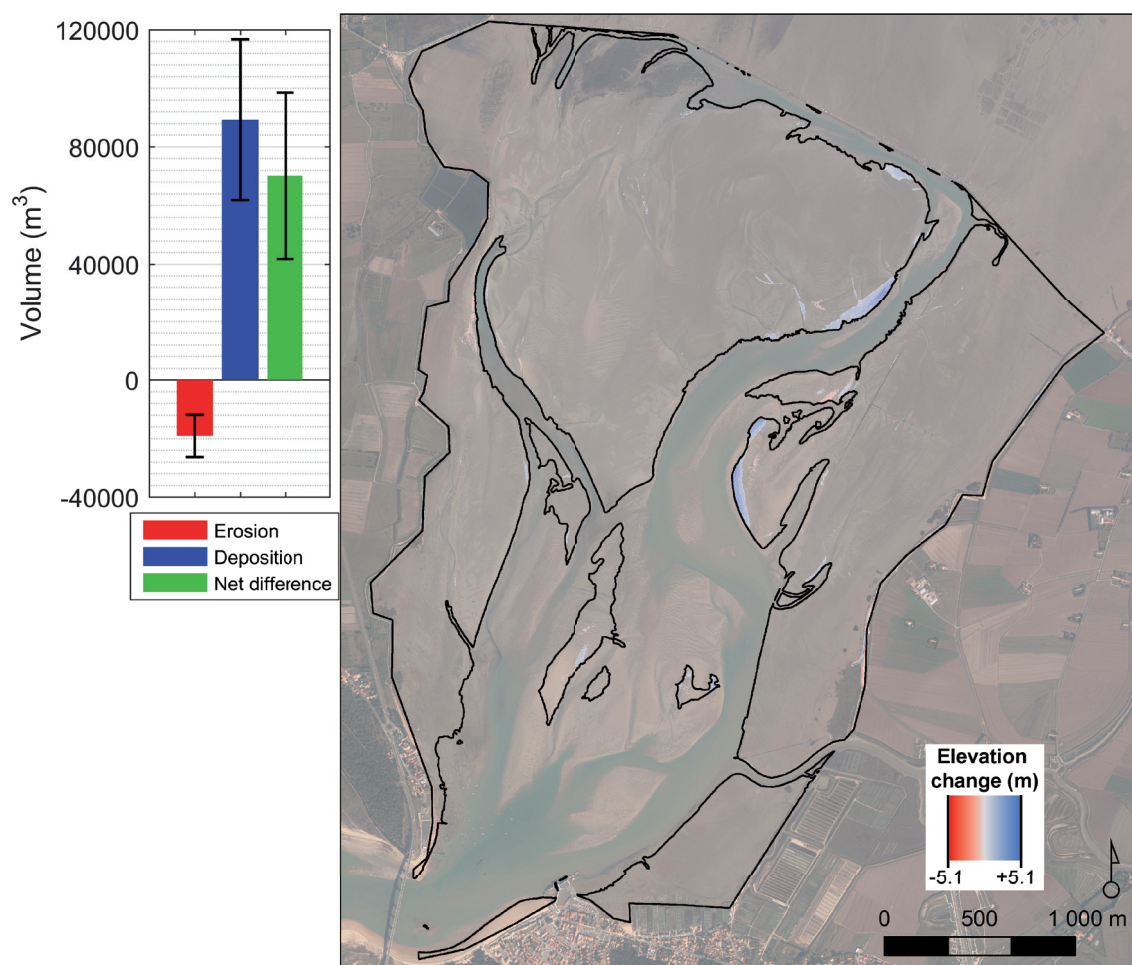 120000
80000
40000
0
-40000
Volume (m³)
Erosion
Deposition
Net difference
Elevation
change (m)
-5.1 +5.1
0 500 1 000 m